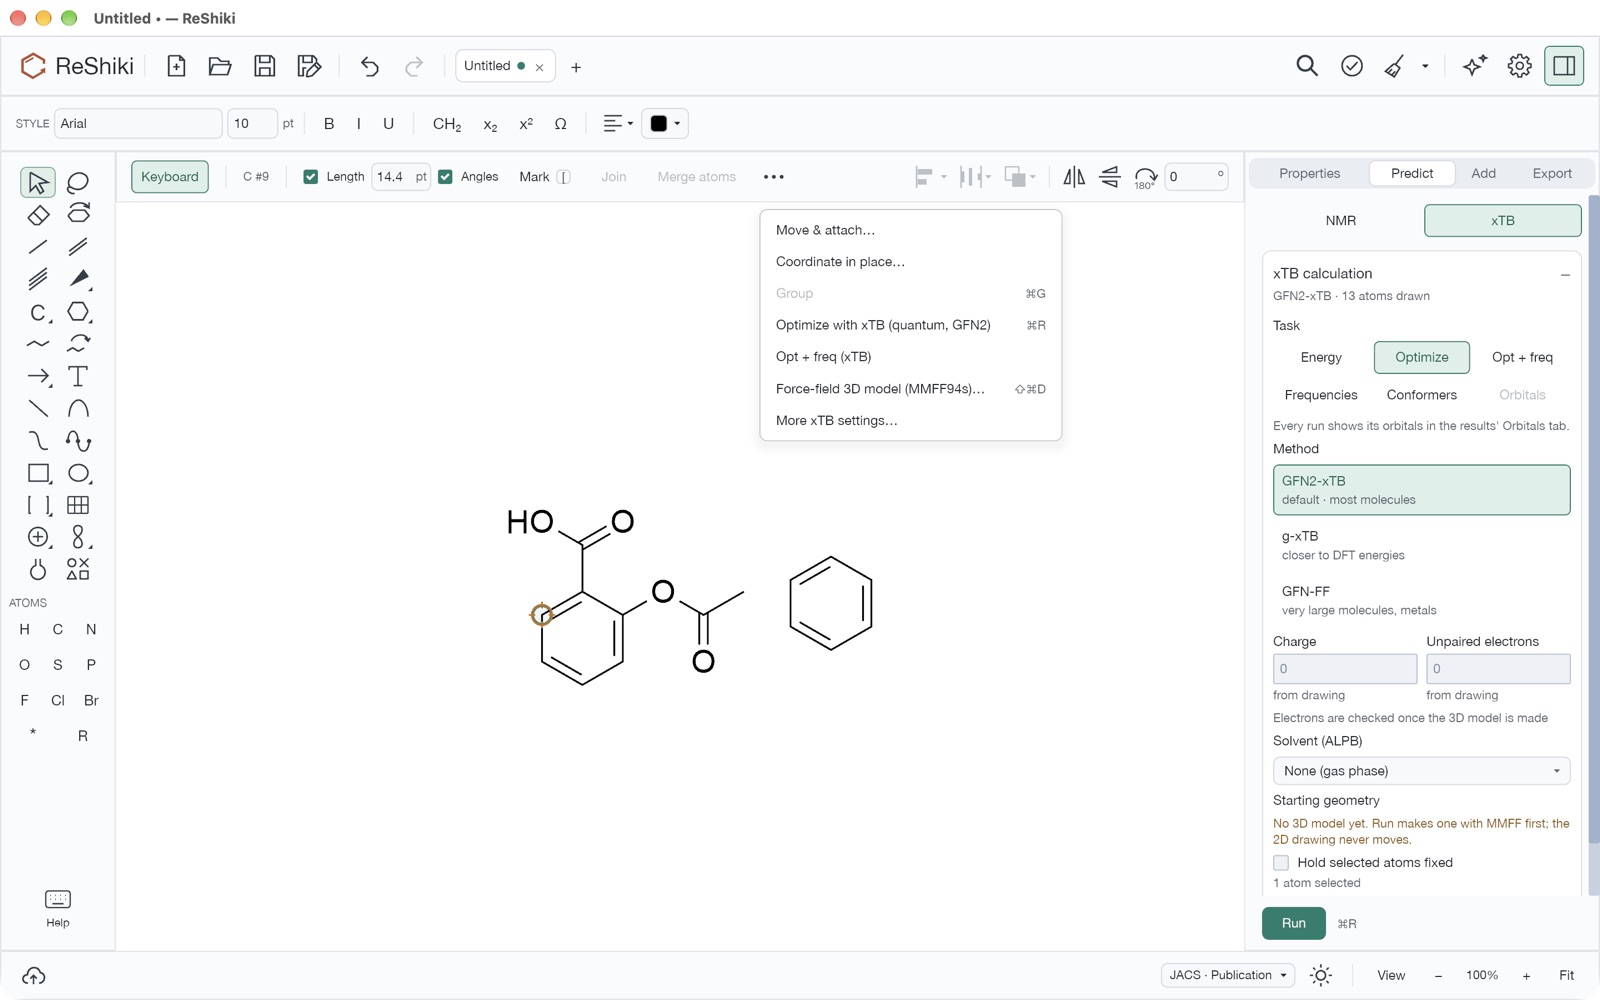 Untitled • — ReShiki
ReShiki
Untitled
STYLE
Arial
10
pt
B
I
U
CH₂
x₂
x²
Ω
Keyboard
C #9
Length
14.4 pt
Angles
Mark
Join
Merge atoms
180°
0 °
Properties
Predict
Add
Export
NMR
xTB
Move & attach…
Coordinate in place…
Group ⌘G
Optimize with xTB (quantum, GFN2) ⌘R
Opt + freq (xTB)
Force-field 3D model (MMFF94s)… ⇧⌘D
More xTB settings…
HO
O
O
O
C
T
ATOMS
H C N
O S P
F Cl Br
* R
Help
xTB calculation
GFN2-xTB · 13 atoms drawn
Task
Energy
Optimize
Opt + freq
Frequencies
Conformers
Orbitals
Every run shows its orbitals in the results' Orbitals tab.
Method
GFN2-xTB
default · most molecules
g-xTB
closer to DFT energies
GFN-FF
very large molecules, metals
Charge
Unpaired electrons
0
0
from drawing
from drawing
Electrons are checked once the 3D model is made
Solvent (ALPB)
None (gas phase)
Starting geometry
No 3D model yet. Run makes one with MMFF first; the
2D drawing never moves.
Hold selected atoms fixed
1 atom selected
Run
⌘R
JACS · Publication
View
−
100%
+
Fit